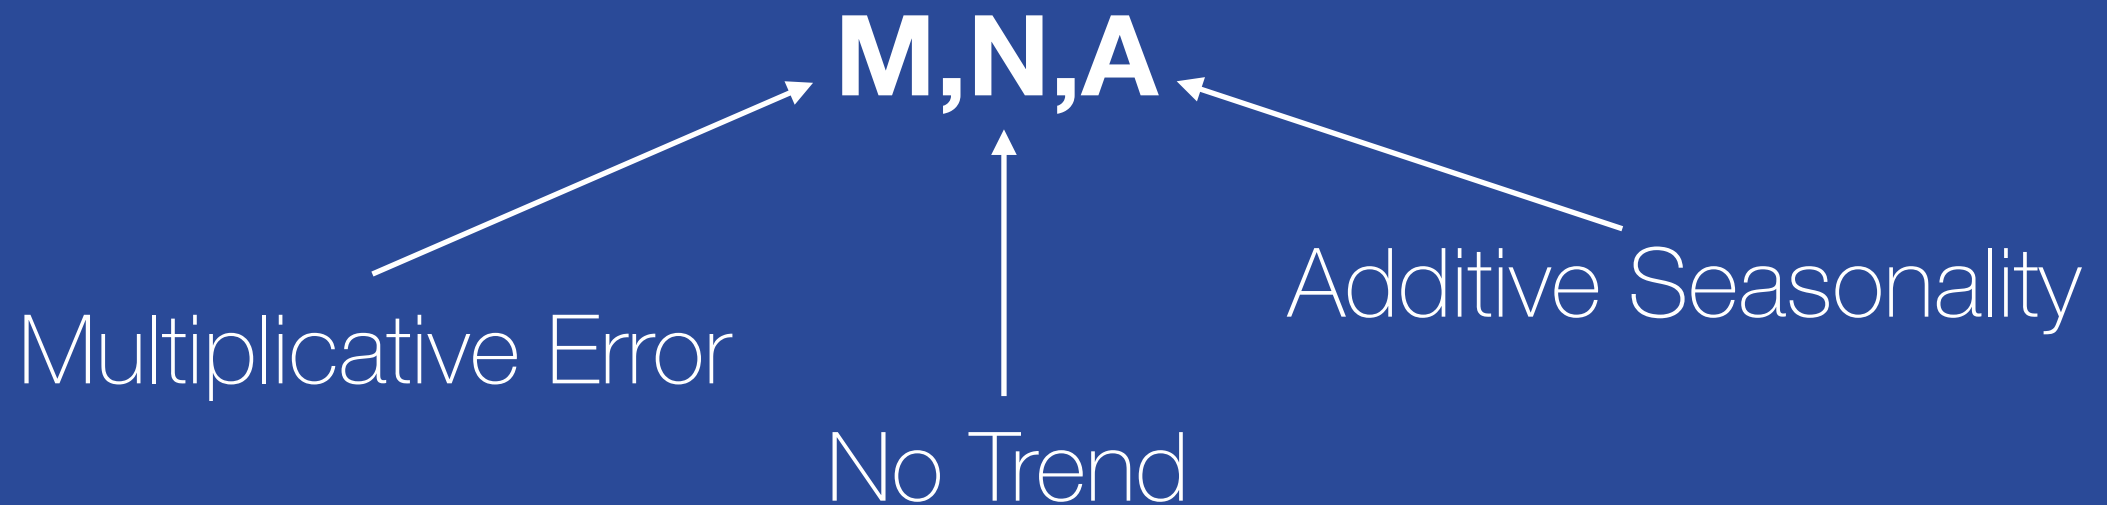 M,N,A
Multiplicative Error
No Trend
Additive Seasonality